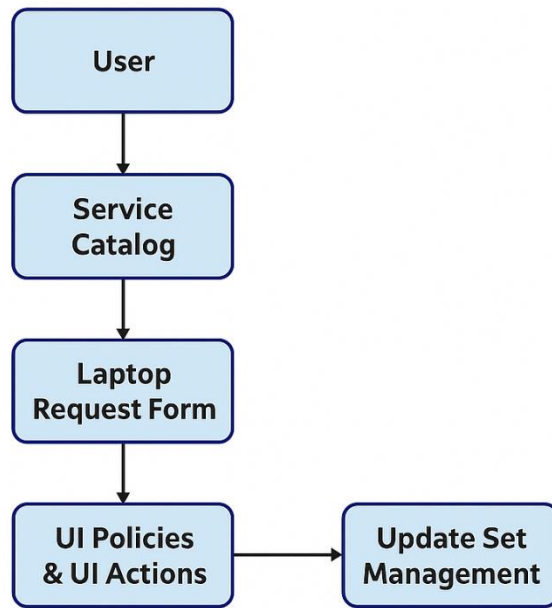 User
Service
Catalog
Laptop
Request Form
UI Policies
& UI Actions
Update Set
Management